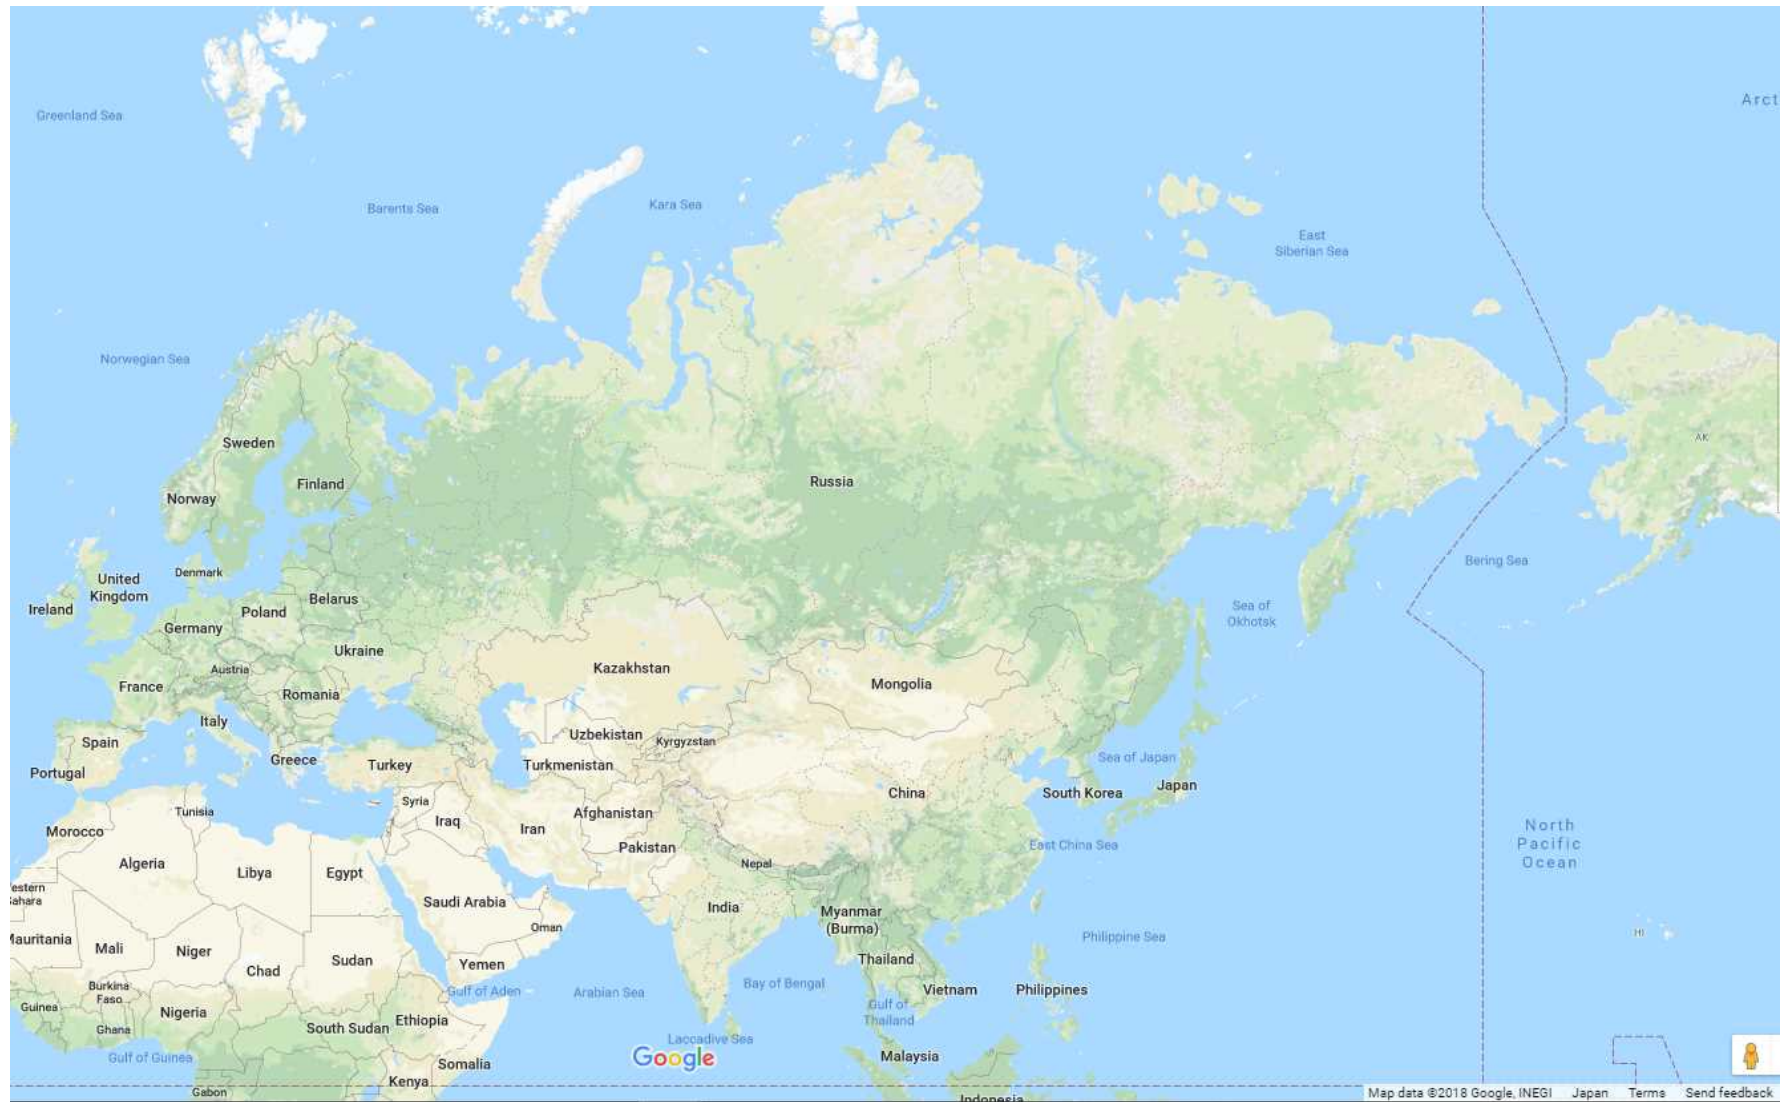 Arct
Greenland Sea
Barents Sea
Kara Sea
East
Siberian Sea
Norwegian Sea
AK
Sweden
Russia
Finland
Norway
Bering Sea
Denmark
United
Kingdom
Ireland
Belarus
Poland
Sea of
Okhotsk
Germany
Ukraine
Austria
Kazakhstan
France
Mongolia
Romania
Italy
Uzbekistan
Kyrgyzstan
Spain
Sea of Japan
Greece
Turkey
Turkmenistan
Portugal
Japan
South Korea
China
Syria
Tunisia
Afghanistan
Iraq
Iran
Morocco
North
Pacific
Ocean
East China Sea
Pakistan
Algeria
Nepal
Libya
Egypt
estern
Sahara
Saudi Arabia
India
Myanmar
(Burma)
Oman
HI
Philippine Sea
Mauritania
Mali
Niger
Sudan
Thailand
Yemen
Chad
Bay of Bengal
Burkina
Faso
Gulf of Aden
Arabian Sea
Vietnam
Philippines
Guinea
Nigeria
Gulf of
Thailand
Ethiopia
Ghana
South Sudan
Laccadive Sea
Gulf of Guinea
Google
Malaysia
Somalia
Kenya
Gabon
Indonesia
Map data ©2018 Google, INEGI Japan Terms Send feedback